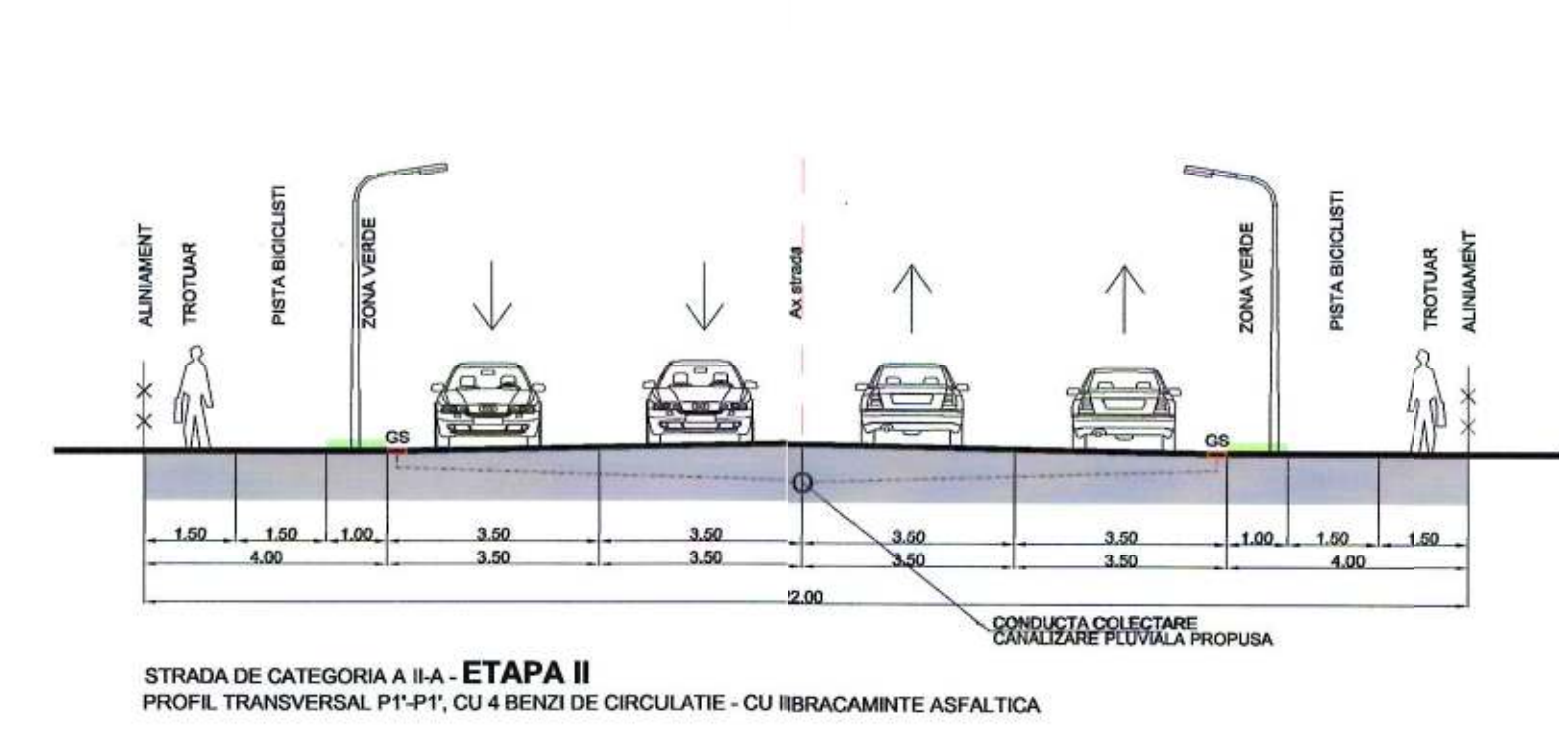 ALINIAMENT
TROTUAR
PISTA BICICLISTI
ZONA VERDE
Ax strada
ZONA VERDE
PISTA BICICLISTI
TROTUAR
ALINIAMENT
GS
GS
1.50 1.50 1.00 3.50 3.50 3.50 3.50 1.00 1.50 1.50
4.00 3.50 3.50 3.50 3.50 4.00
22.00
CONDUCTA COLECTARE
CANALIZARE PLUVIALA PROPUSA
STRADA DE CATEGORIA A II-A - ETAPA II
PROFIL TRANSVERSAL P1'-P1', CU 4 BENZI DE CIRCULATIE - CU IMBRACAMINTE ASFALTICA